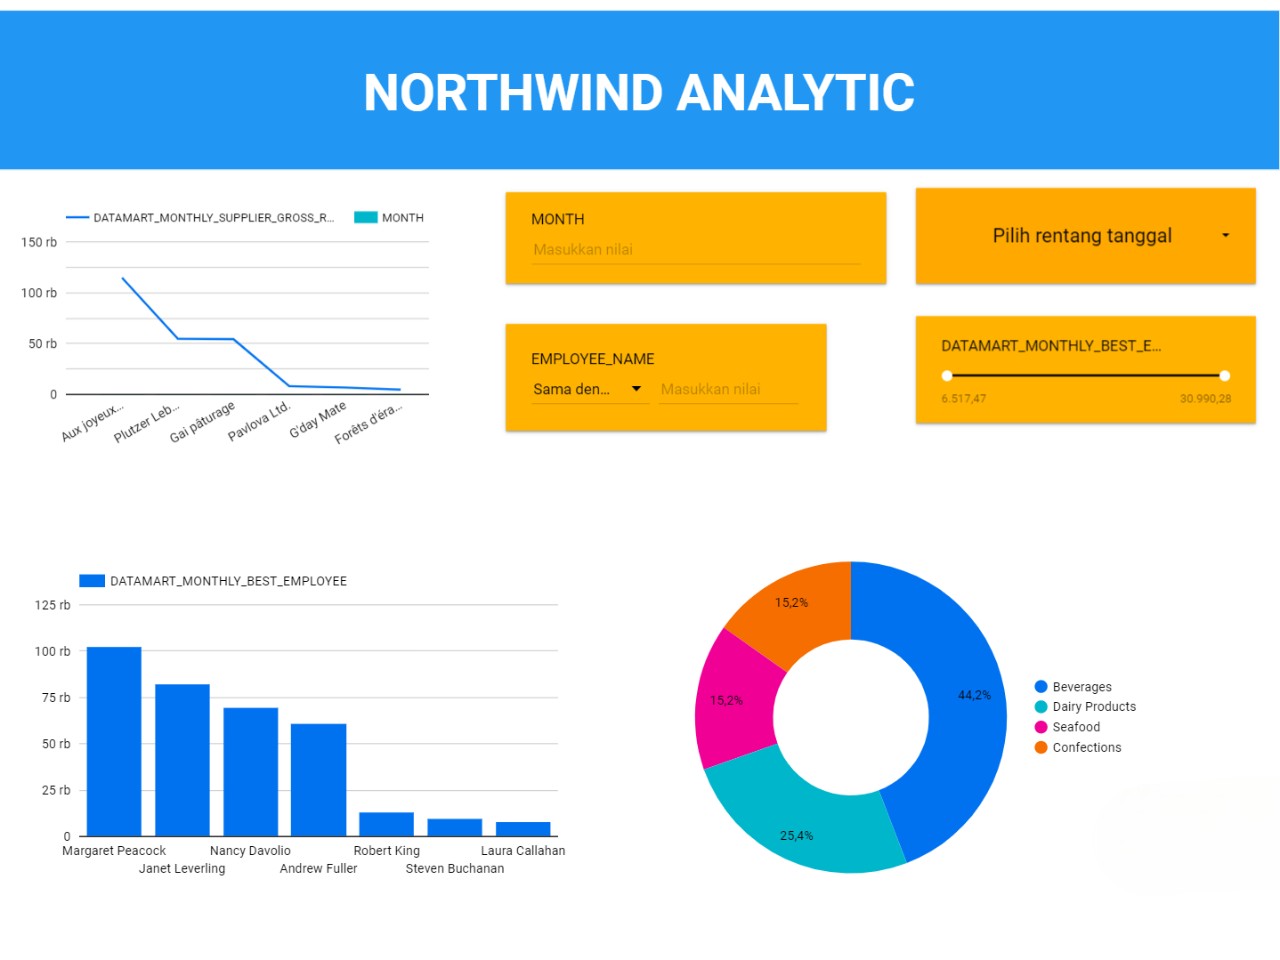 NORTHWIND ANALYTIC
DATAMART_MONTHLY_SUPPLIER_GROSS_R...
MONTH
150 rb
100 rb
50 rb
0
Aux joyeux...
Plutzer Leb...
Gai pâturage
Pavlova Ltd.
G'day Mate
Forêts d'éra...
MONTH
Masukkan nilai
Pilih rentang tanggal
EMPLOYEE_NAME
Sama den...
Masukkan nilai
DATAMART_MONTHLY_BEST_E...
6.517,47
30.990,28
DATAMART_MONTHLY_BEST_EMPLOYEE
125 rb
100 rb
75 rb
50 rb
25 rb
0
Margaret Peacock
Janet Leverling
Nancy Davolio
Andrew Fuller
Robert King
Steven Buchanan
Laura Callahan
15,2%
44,2%
15,2%
25,4%
Beverages
Dairy Products
Seafood
Confections